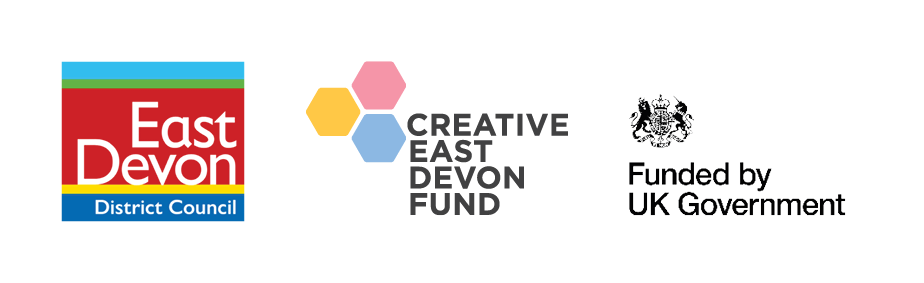 East
Devon
District Council
CREATIVE
EAST
DEVON
FUND
Funded by
UK Government